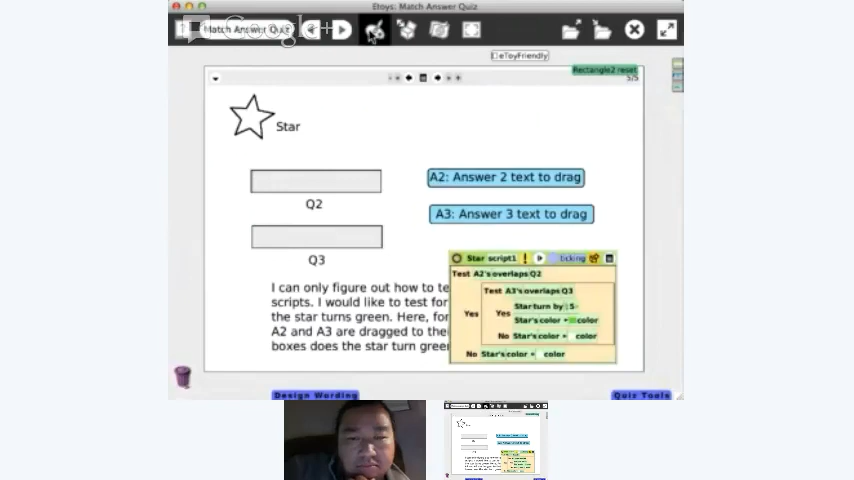 Etoys: Match Answer Quiz
Match Answer Quiz
Google+
eToyFriendly
Rectangle2 reset
5/5
Star
A2: Answer 2 text to drag
Q2
A3: Answer 3 text to drag
Q3
Star script1 ! ticking
Test A2's overlaps Q2
Test A3's overlaps Q3
Yes Yes Star turn by 5
Star's color color
No Star's color color
No Star's color color
I can only figure out how to te
scripts. I would like to test for
the star turns green. Here, for
A2 and A3 are dragged to thei
boxes does the star turn green
Design Wording
Quiz Tools